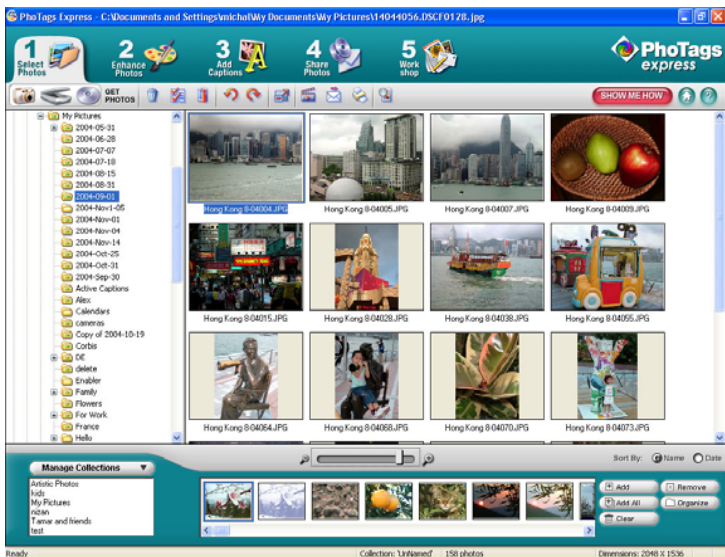 PhoTags Express - C:\Documents and Settings\michal\My Documents\My Pictures\14044056.DSCF0128.jpg
1 Select Photos
2 Enhance Photos
3 Add Captions
4 Share Photos
5 Work shop
PhoTags express
GET PHOTOS
SHOW ME HOW
My Pictures
2004-05-31
2004-06-28
2004-07-07
2004-07-18
2004-08-15
2004-08-31
2004-09-01
2004-Nov1-05
2004-Nov-01
2004-Nov-04
2004-Nov-14
2004-Oct-25
2004-Oct-31
2004-Sep-30
Active Captions
Alex
Calendars
cameras
Copy of 2004-10-19
Corbis
DE
delete
Enabler
Family
Flowers
For Work
France
Hello
Hong Kong 8-04004.JPG
Hong Kong 8-04005.JPG
Hong Kong 8-04007.JPG
Hong Kong 8-04009.JPG
Hong Kong 8-04015.JPG
Hong Kong 8-04028.JPG
Hong Kong 8-04038.JPG
Hong Kong 8-04055.JPG
Hong Kong 8-04064.JPG
Hong Kong 8-04068.JPG
Hong Kong 8-04070.JPG
Hong Kong 8-04073.JPG
Sort By: Name Date
Manage Collections
Artistic Photos
kids
My Pictures
nizan
Tamar and friends
test
Add
Remove
Add All
Organize
Clear
Ready
Collection: 'UnNamed'
158 photos
Dimensions: 2048 X 1536